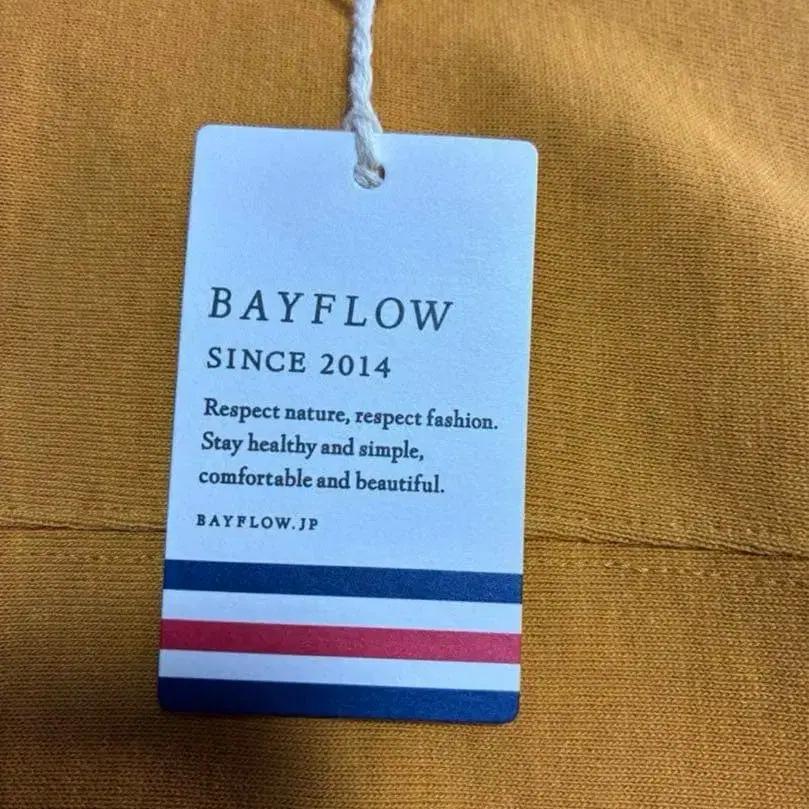 BAYFLOW
SINCE 2014
Respect nature, respect fashion.
Stay healthy and simple,
comfortable and beautiful.
BAYFLOW.JP